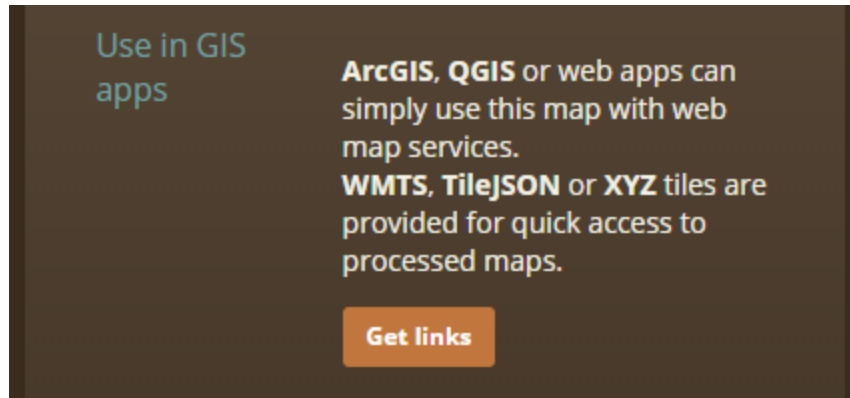 Use in GIS
apps
ArcGIS, QGIS or web apps can
simply use this map with web
map services.
WMTS, TileJSON or XYZ tiles are
provided for quick access to
processed maps.
Get links